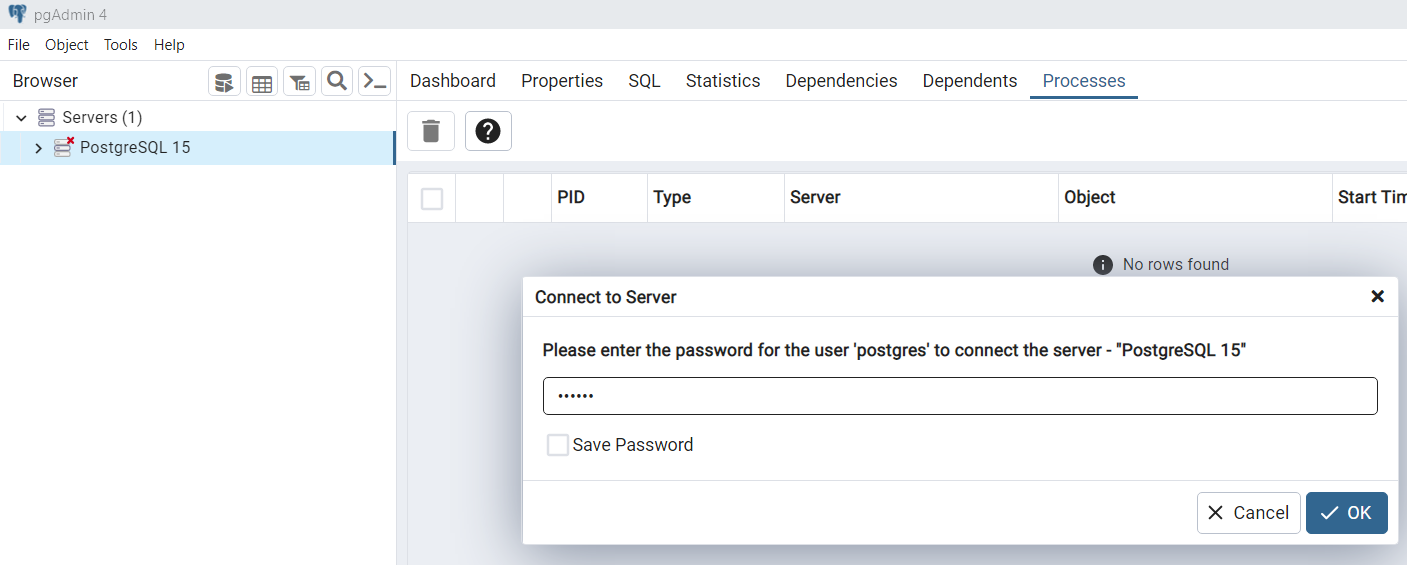 pgAdmin 4
File Object Tools Help
Browser
Dashboard Properties SQL Statistics Dependencies Dependents Processes
Servers (1)
PostgreSQL 15
PID Type Server Object Start Tim
No rows found
Connect to Server
Please enter the password for the user 'postgres' to connect the server - "PostgreSQL 15"
••••••
Save Password
Cancel OK